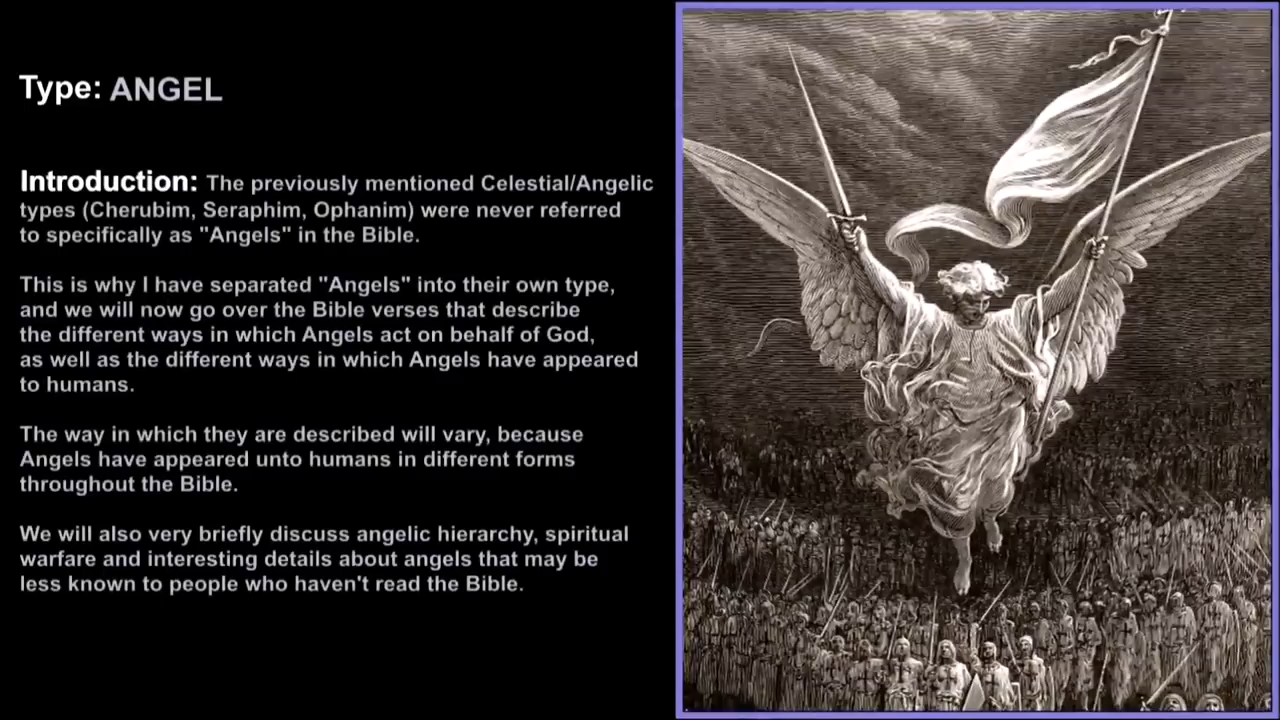 Type: ANGEL
Introduction: The previously mentioned Celestial/Angelic
types (Cherubim, Seraphim, Ophanim) were never referred
to specifically as "Angels" in the Bible.
This is why I have separated "Angels" into their own type,
and we will now go over the Bible verses that describe
the different ways in which Angels act on behalf of God,
as well as the different ways in which Angels have appeared
to humans.
The way in which they are described will vary, because
Angels have appeared unto humans in different forms
throughout the Bible.
We will also very briefly discuss angelic hierarchy, spiritual
warfare and interesting details about angels that may be
less known to people who haven't read the Bible.